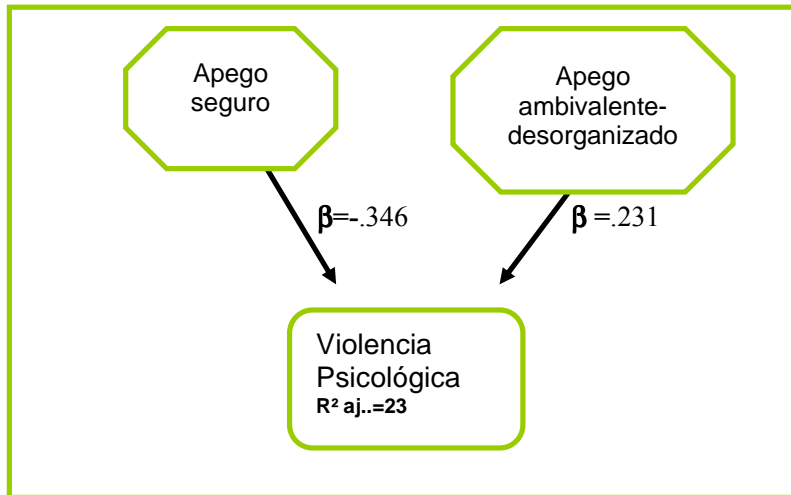 Apego
seguro
Apego
ambivalente-
desorganizado
β=-.346
β =.231
Violencia
Psicológica
R² aj..=23